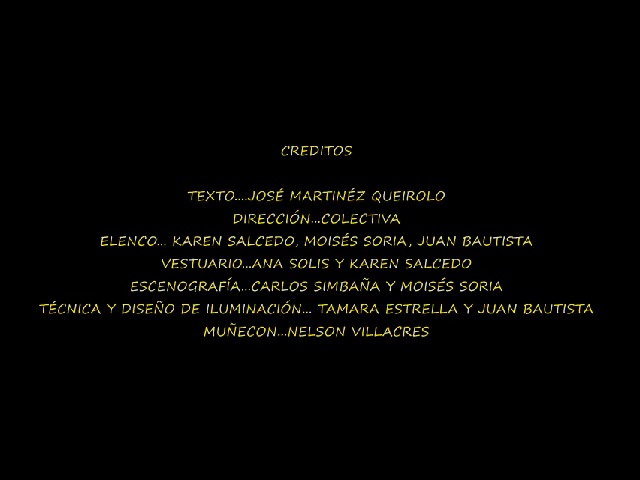 CREDITOS
TEXTO....JOSÉ MARTINÉZ QUEIROLO
DIRECCIÓN...COLECTIVA
ELENCO... KAREN SALCEDO, MOISÉS SORIA, JUAN BAUTISTA
VESTUARIO...ANA SOLIS Y KAREN SALCEDO
ESCENOGRAFÍA...CARLOS SIMBAÑA Y MOISÉS SORIA
TÉCNICA Y DISEÑO DE ILUMINACIÓN... TAMARA ESTRELLA Y JUAN BAUTISTA
MUÑECON...NELSON VILLACRES